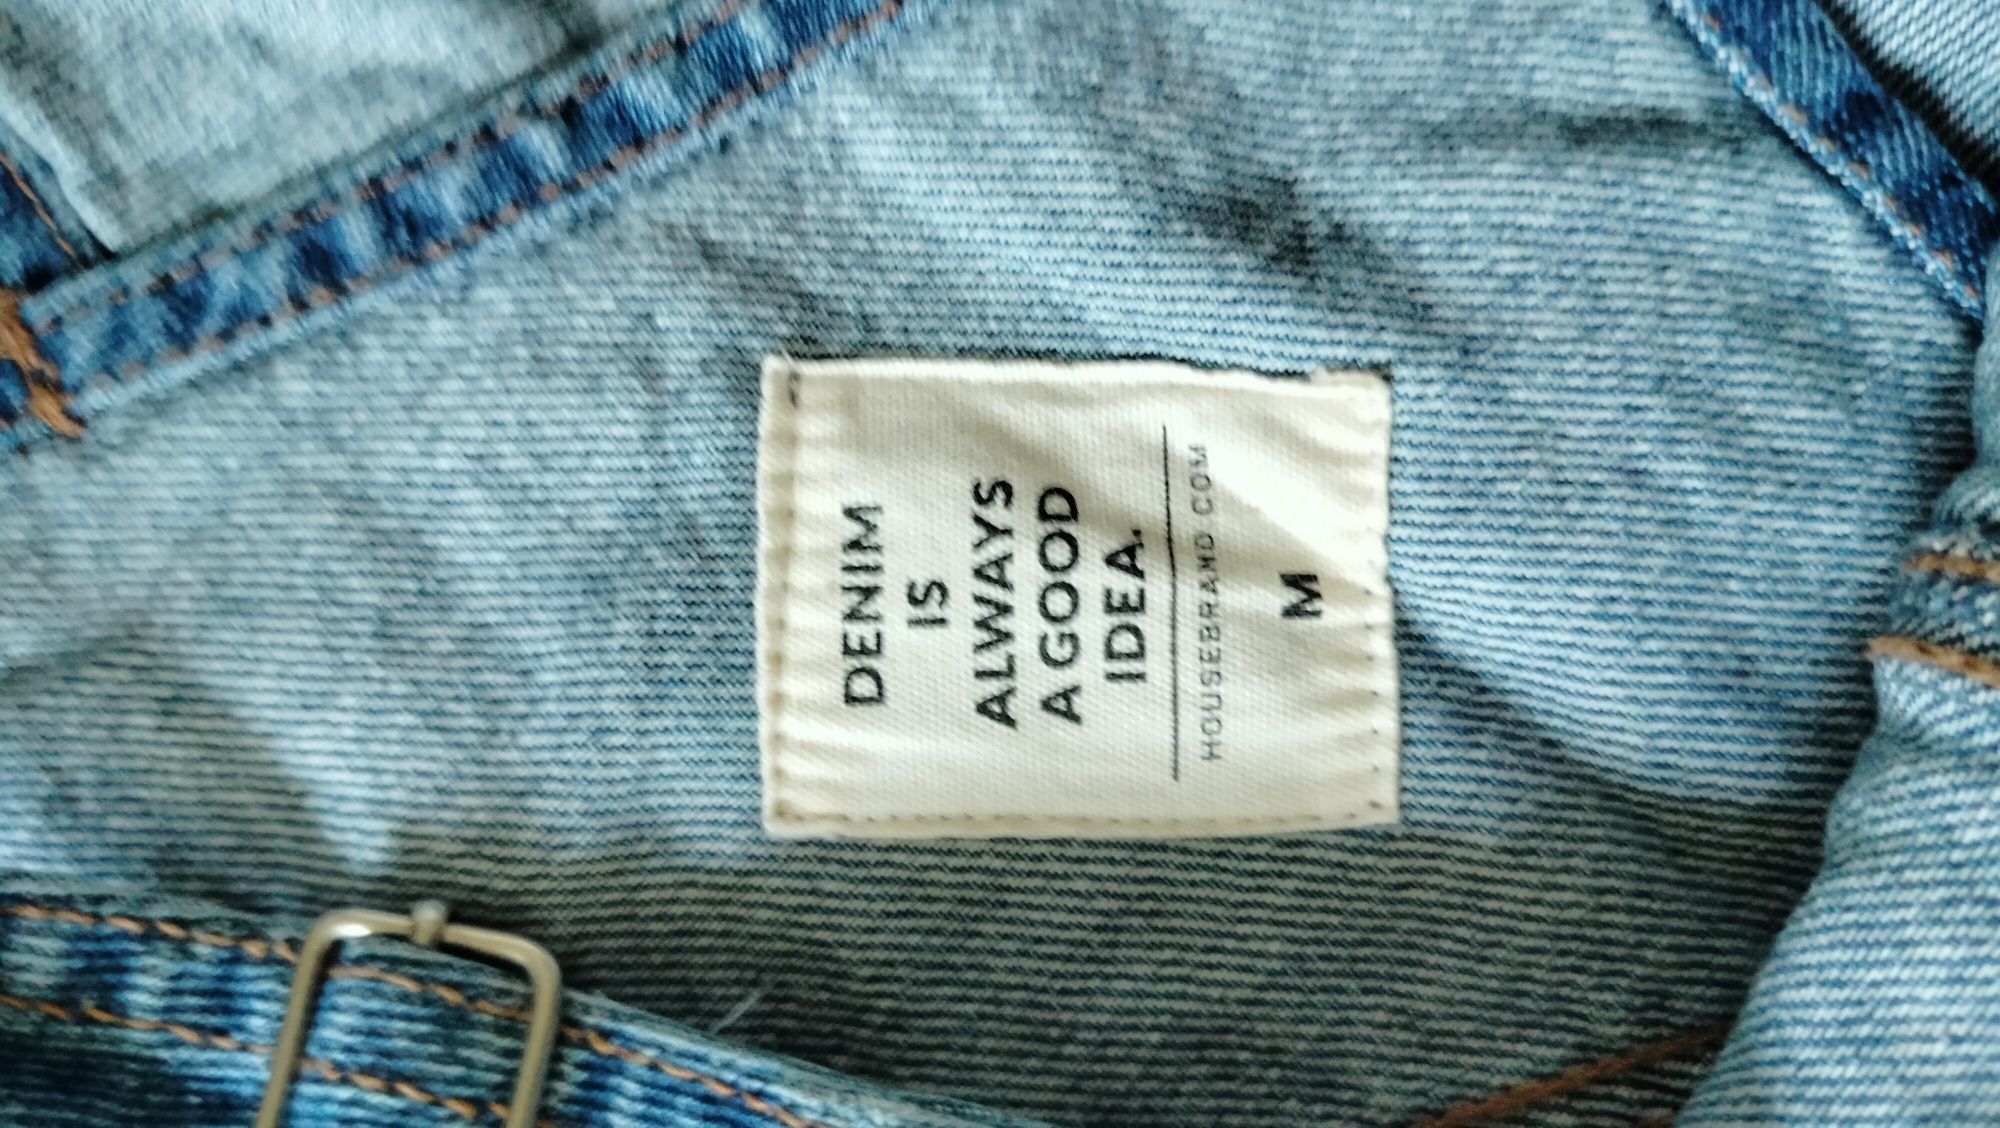 DENIM
IS
ALWAYS
A GOOD
IDEA.
HOUSEBRAND.COM
M